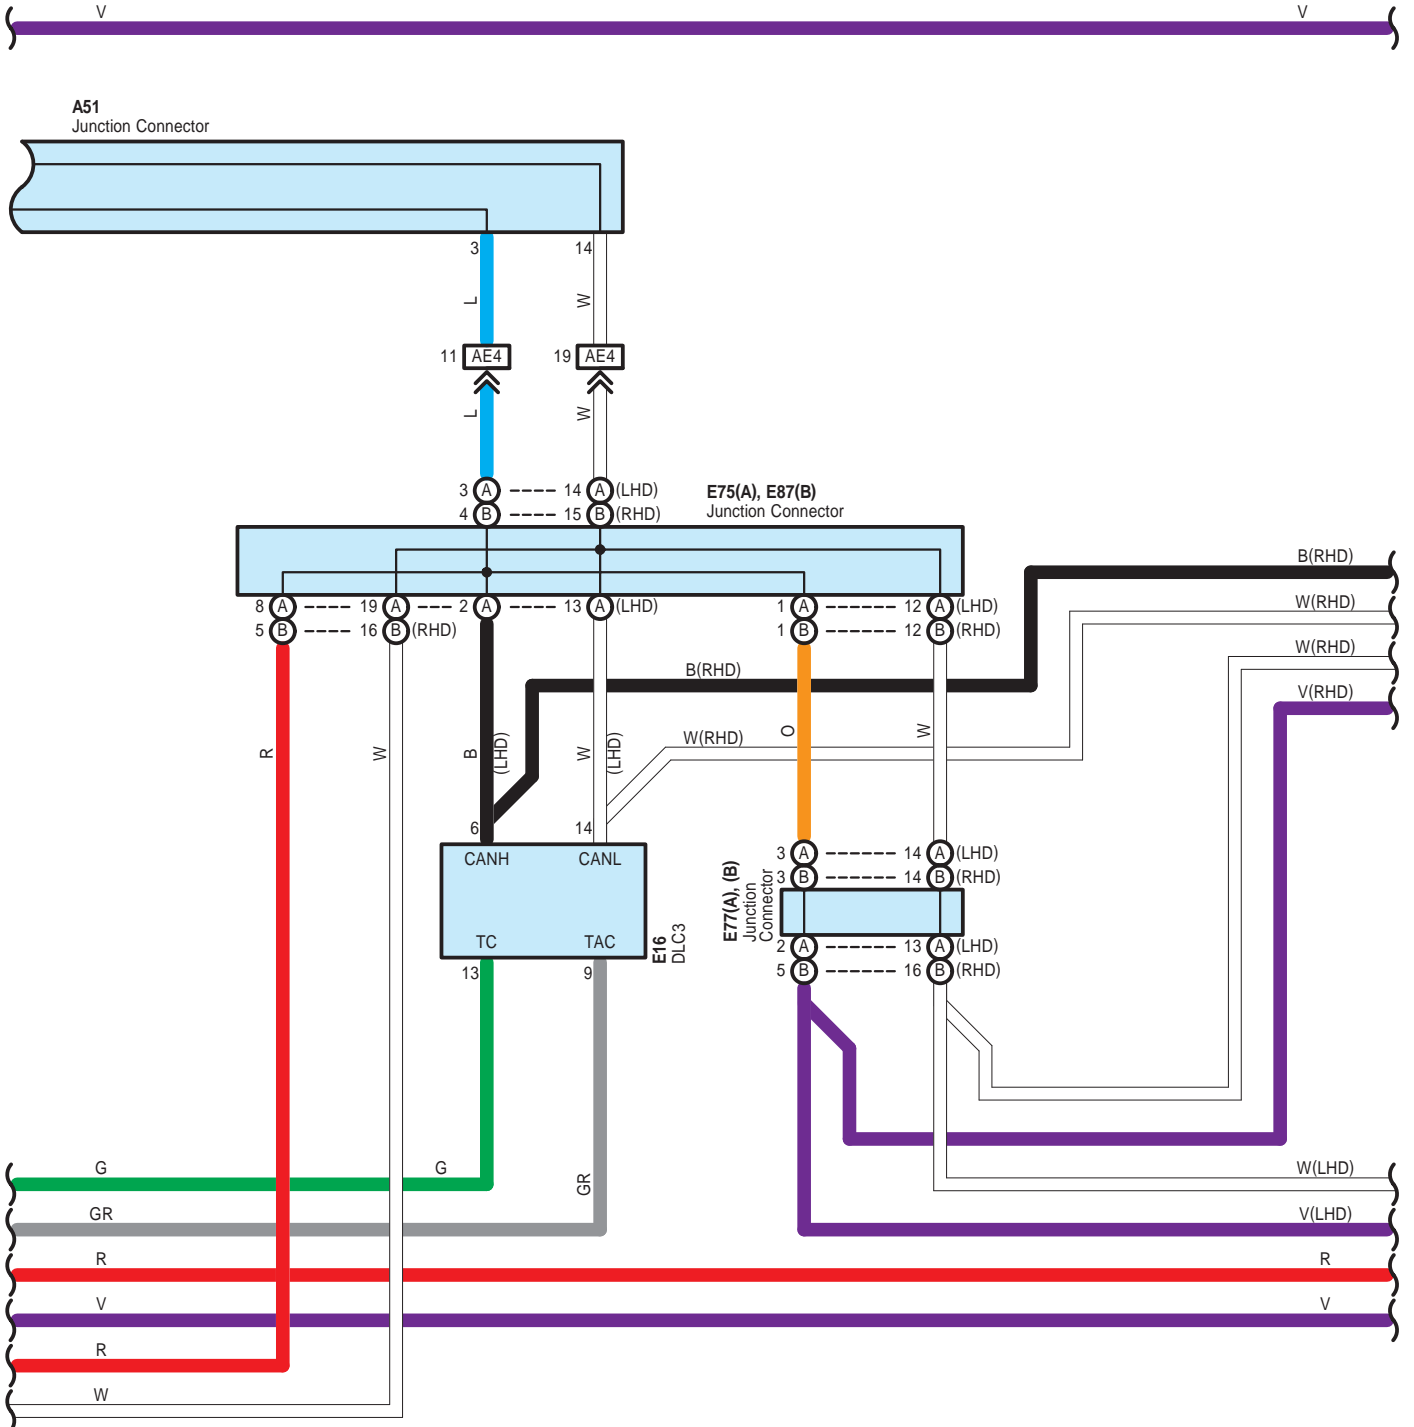 V V
A51
Junction Connector
3 14
L W
11 AE4 19 AE4
L W
3 A 14 A (LHD)
4 B 15 B (RHD)
E75(A), E87(B)
Junction Connector
B(RHD)
W(RHD)
W(RHD)
V(RHD)
8 A 19 A 2 A 13 A (LHD) 1 A 12 A (LHD)
5 B 16 B (RHD) 1 B 12 B (RHD)
B(RHD)
W(RHD)
R W B (LHD) W (LHD) O W
6 14
CANH CANL
TC TAC
E16
DLC3
13 9
3 A 14 A (LHD)
3 B 14 B (RHD)
E77(A), (B)
Junction
Connector
2 A 13 A (LHD)
5 B 16 B (RHD)
G G GR W(LHD)
GR V(LHD)
R R
V V
R
W